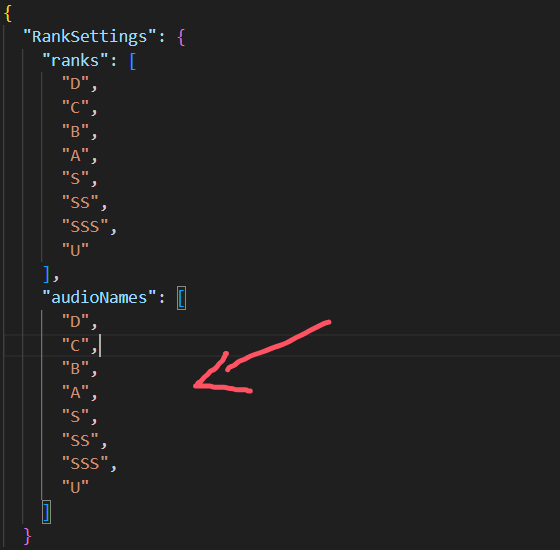 {
"RankSettings": {
"ranks": [
"D",
"C",
"B",
"A",
"S",
"SS",
"SSS",
"U"
],
"audioNames": [
"D",
"C",
"B",
"A",
"S",
"SS",
"SSS",
"U"
]
}